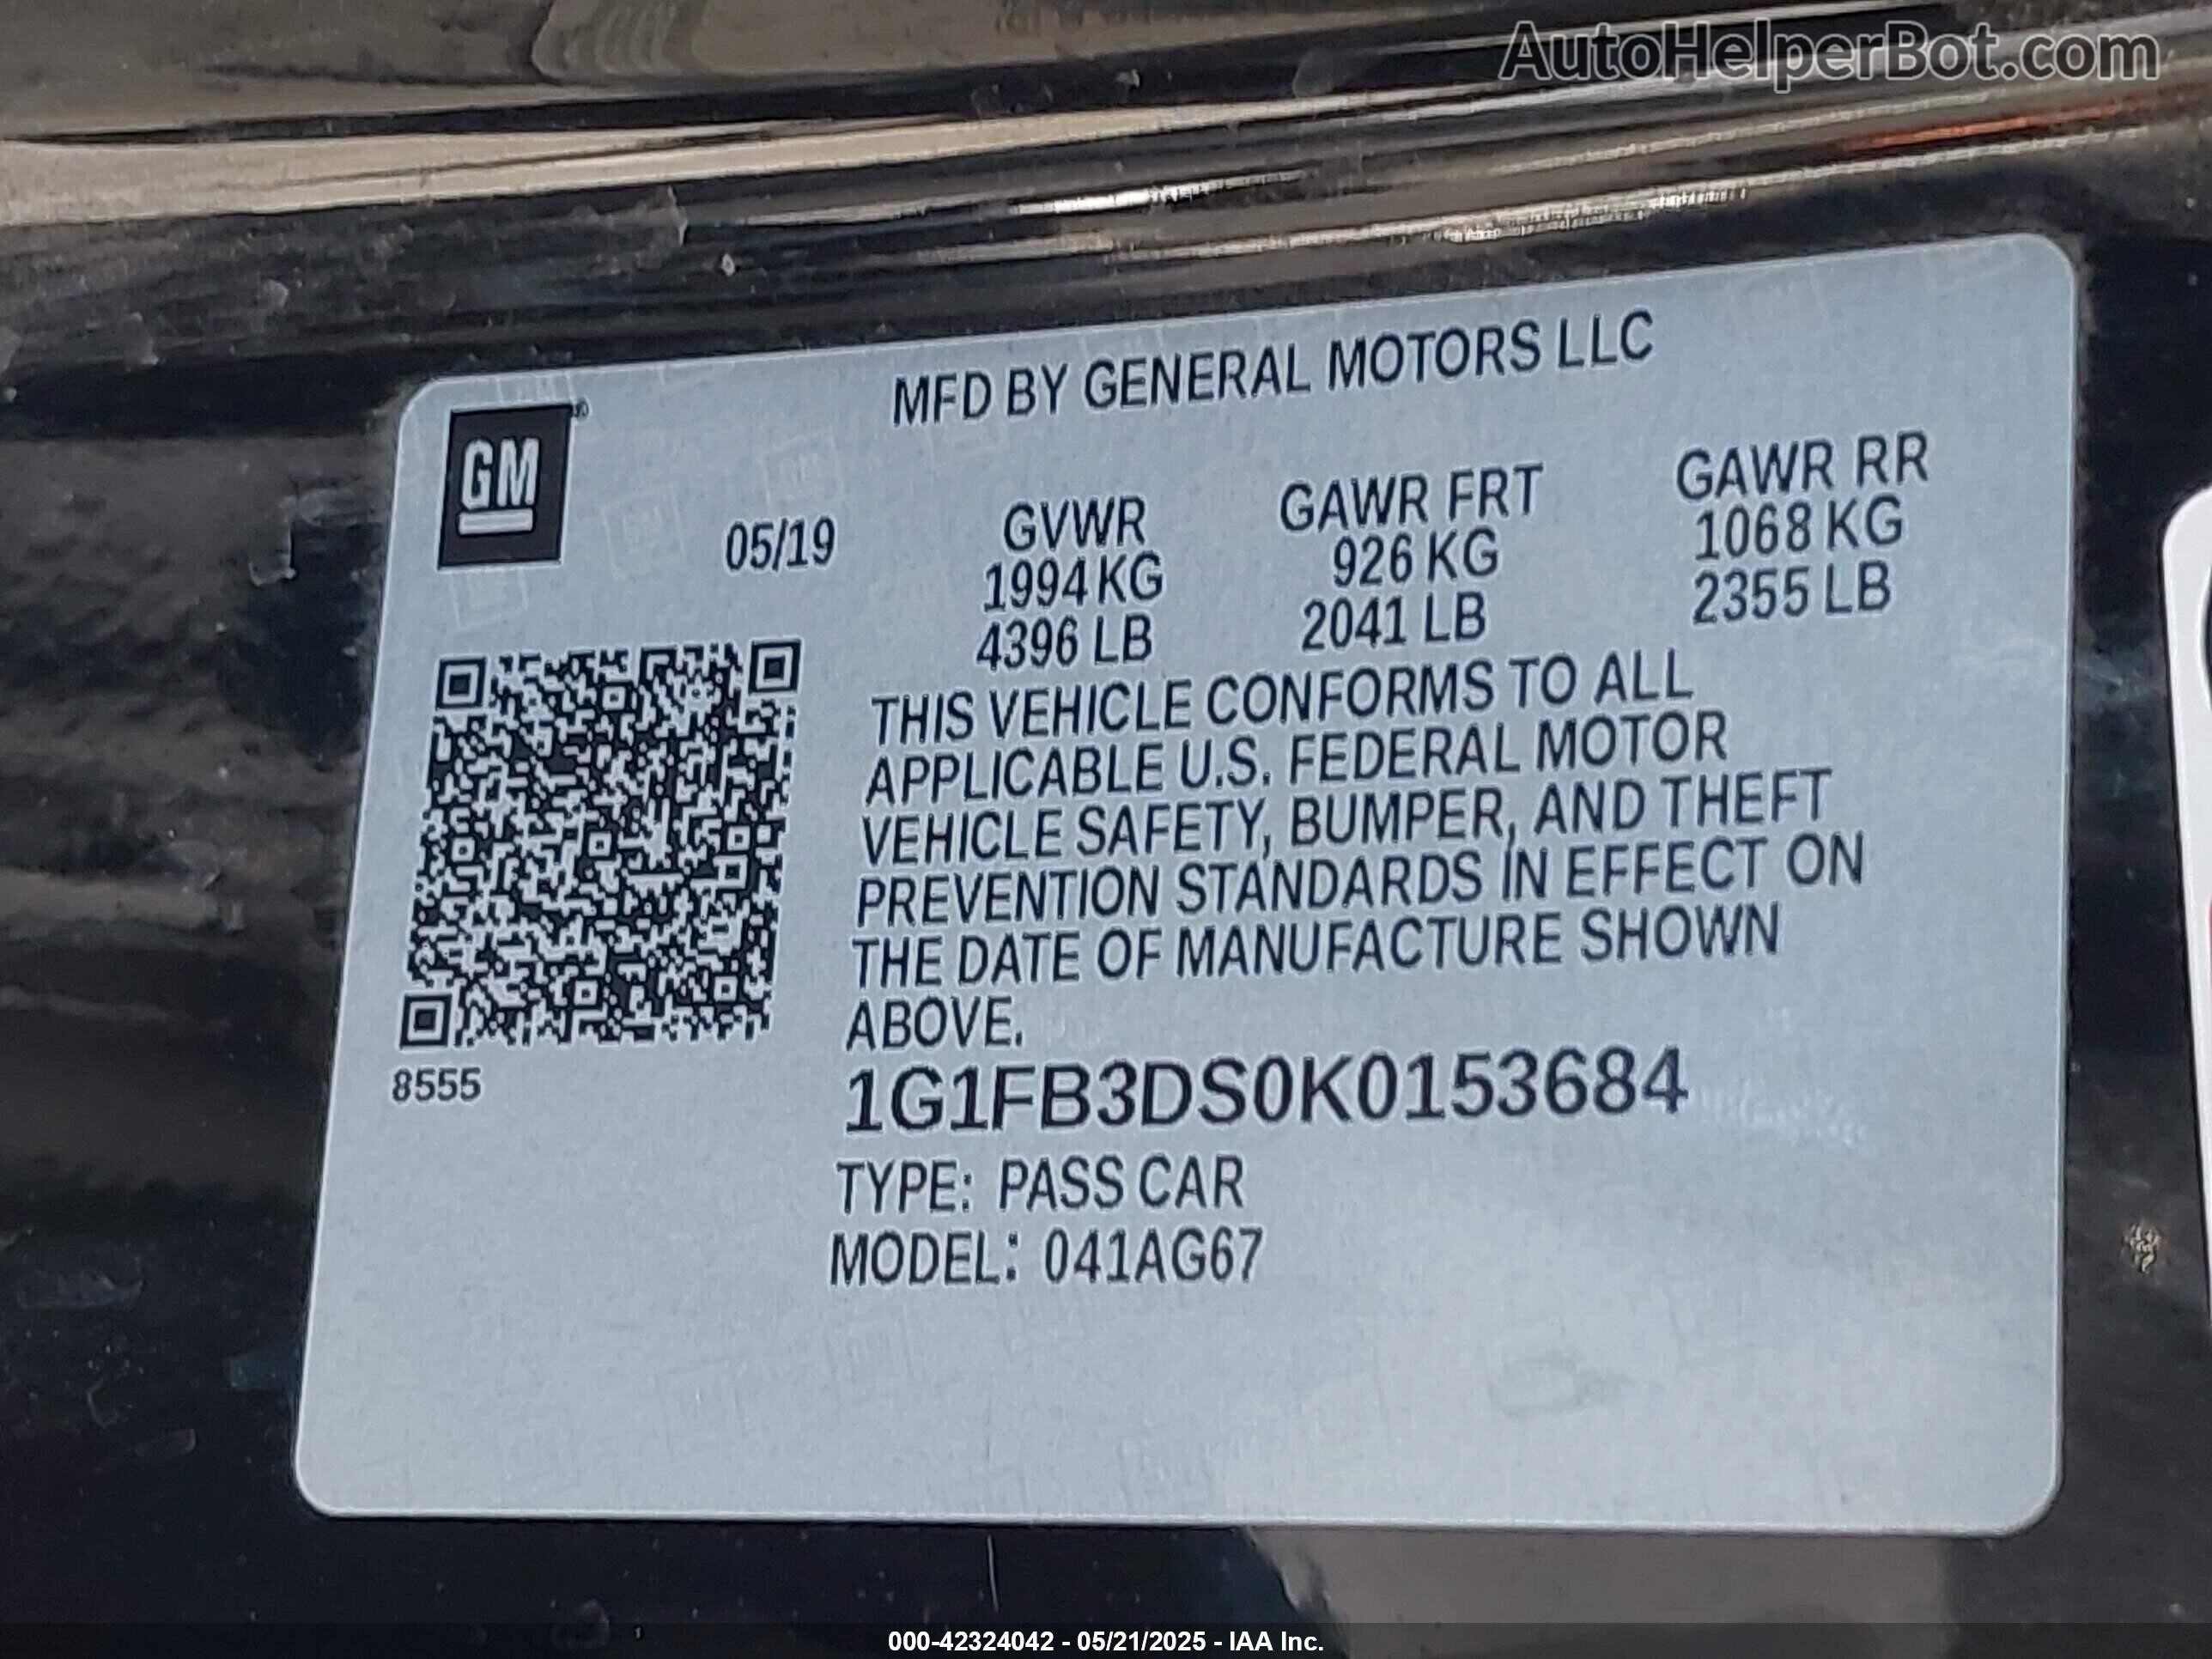 AutoHelperBot.com
MFD BY GENERAL MOTORS LLC
GM®
05/19
GVWR
1994 KG
4396 LB
GAWR FRT
926 KG
2041 LB
GAWR RR
1068 KG
2355 LB
THIS VEHICLE CONFORMS TO ALL
APPLICABLE U.S. FEDERAL MOTOR
VEHICLE SAFETY, BUMPER, AND THEFT
PREVENTION STANDARDS IN EFFECT ON
THE DATE OF MANUFACTURE SHOWN
ABOVE.
8555
1G1FB3DS0K0153684
TYPE: PASS CAR
MODEL: 041AG67
000-42324042 - 05/21/2025 - IAA Inc.